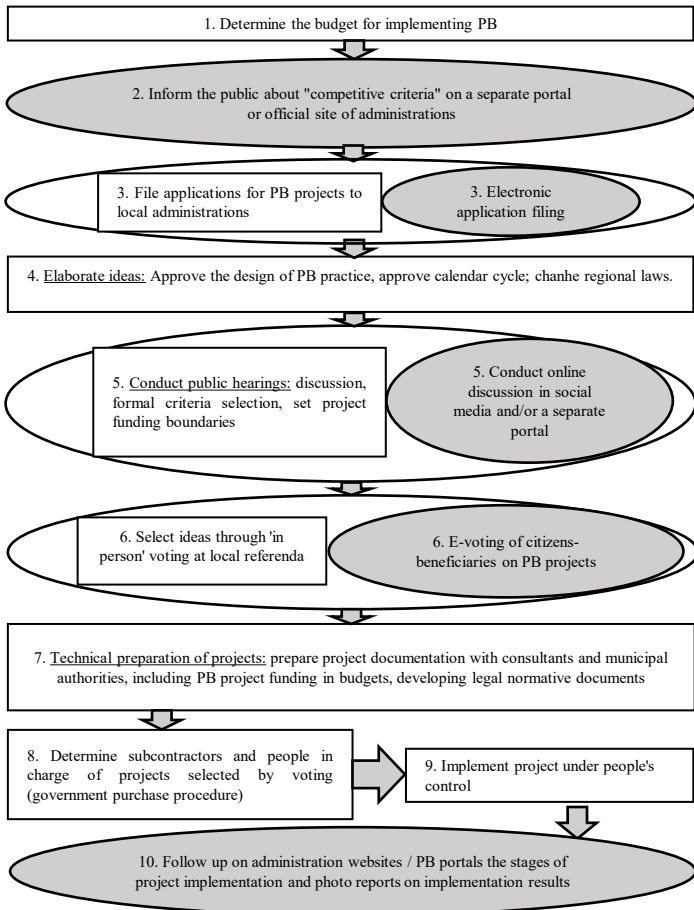 1. Determine the budget for implementing PB
2. Inform the public about "competitive criteria" on a separate portal
or official site of administrations
3. File applications for PB projects to
local administrations
3. Electronic
application filing
4. Elaborate ideas: Approve the design of PB practice, approve calendar cycle; chanhe regional laws.
5. Conduct public hearings: discussion,
formal criteria selection, set project
funding boundaries
5. Conduct online
discussion in social
media and/or a separate
portal
6. Select ideas through 'in
person' voting at local referenda
6. E-voting of citizens-
beneficiaries on PB projects
7. Technical preparation of projects: prepare project documentation with consultants and municipal
authorities, including PB project funding in budgets, developing legal normative documents
8. Determine subcontractors and people in
charge of projects selected by voting
(government purchase procedure)
9. Implement project under people's
control
10. Follow up on administration websites / PB portals the stages of
project implementation and photo reports on implementation results